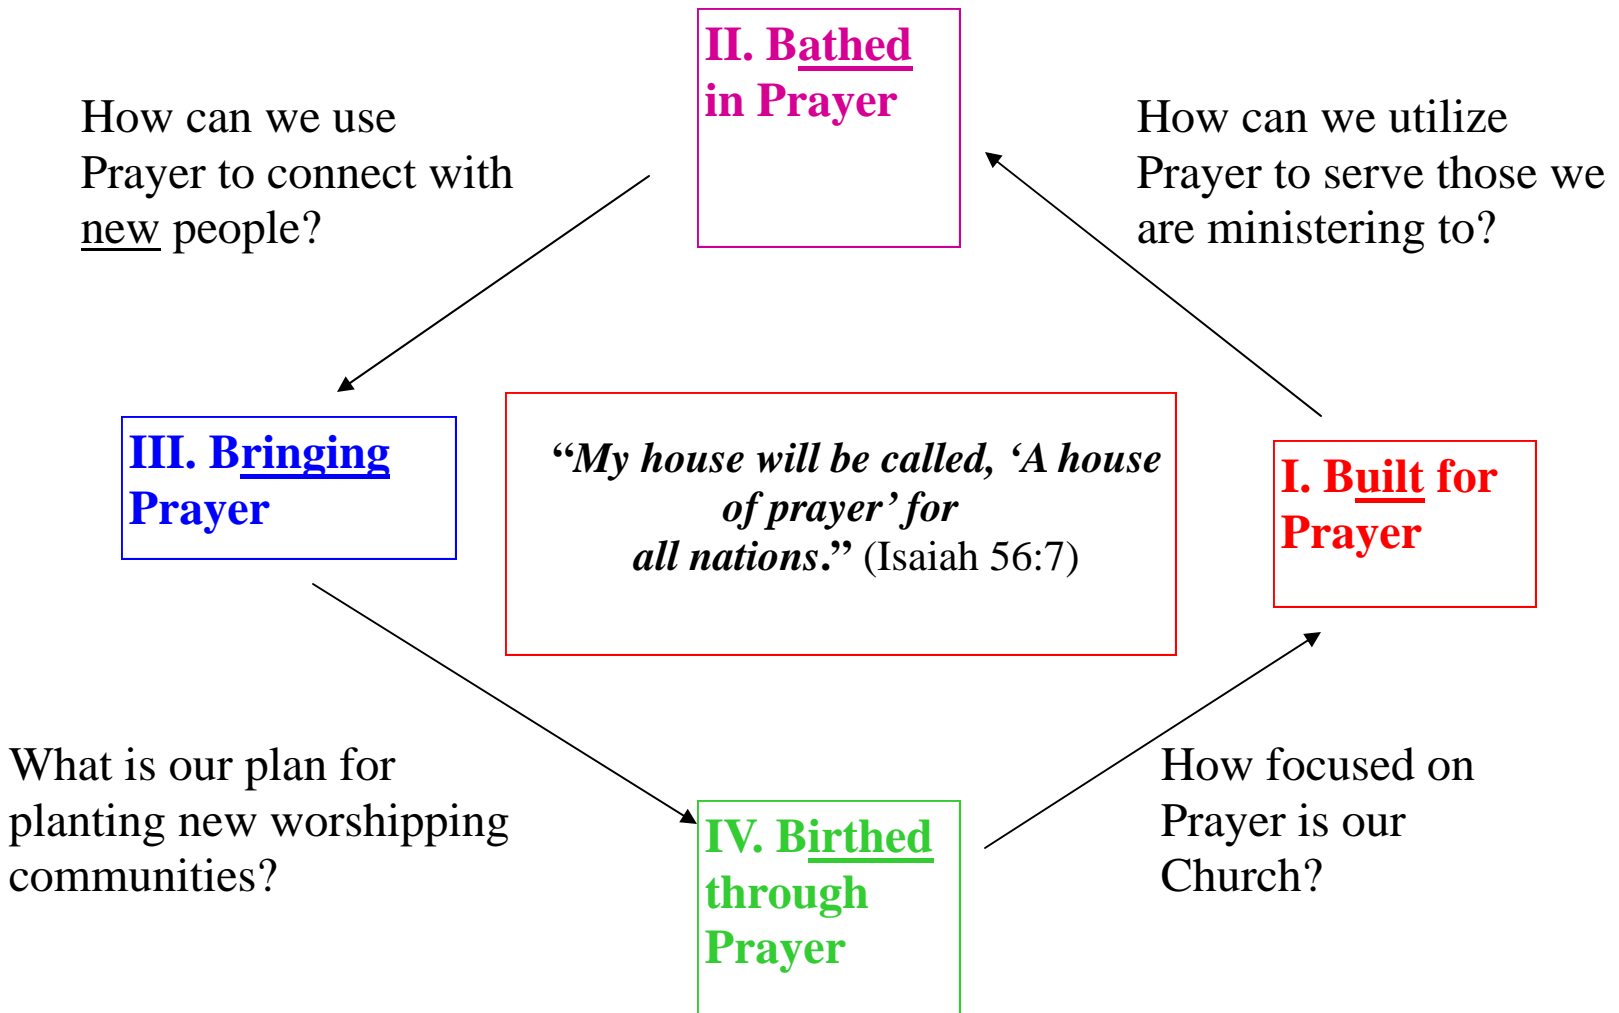 II. Bathed
in Prayer
How can we use
Prayer to connect with
new people?
How can we utilize
Prayer to serve those we
are ministering to?
III. Bringing
Prayer
“My house will be called, ‘A house
of prayer’ for
all nations.” (Isaiah 56:7)
I. Built for
Prayer
What is our plan for
planting new worshipping
communities?
IV. Birthed
through
Prayer
How focused on
Prayer is our
Church?